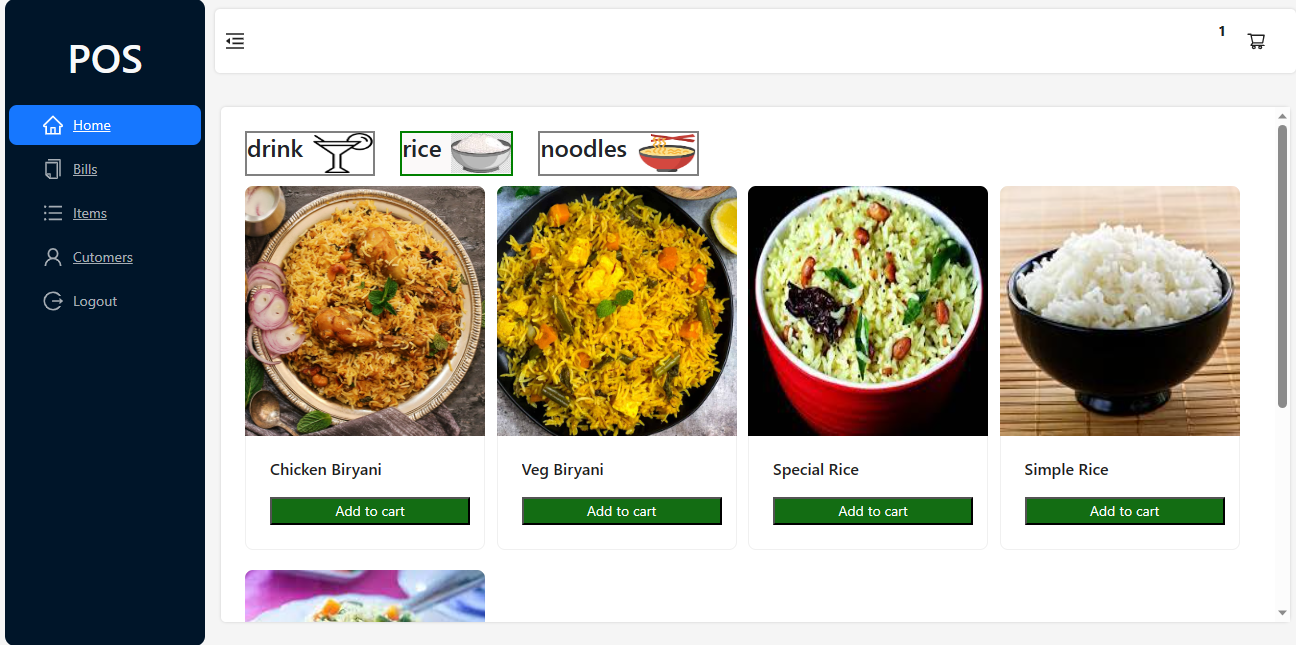 POS
1
Home
Bills
Items
Cutomers
Logout
drink
rice
noodles
Chicken Biryani
Veg Biryani
Special Rice
Simple Rice
Add to cart
Add to cart
Add to cart
Add to cart